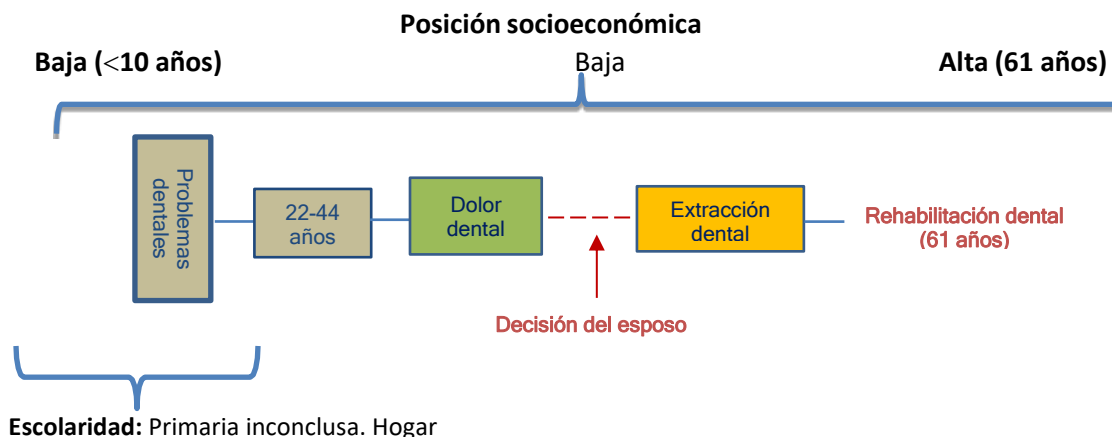 Posición socioeconómica
Baja (<10 años) Baja Alta (61 años)
Problemas
dentales
22-44
años
Dolor
dental
Extracción
dental
Rehabilitación dental
(61 años)
Decisión del esposo
Escolaridad: Primaria inconclusa. Hogar